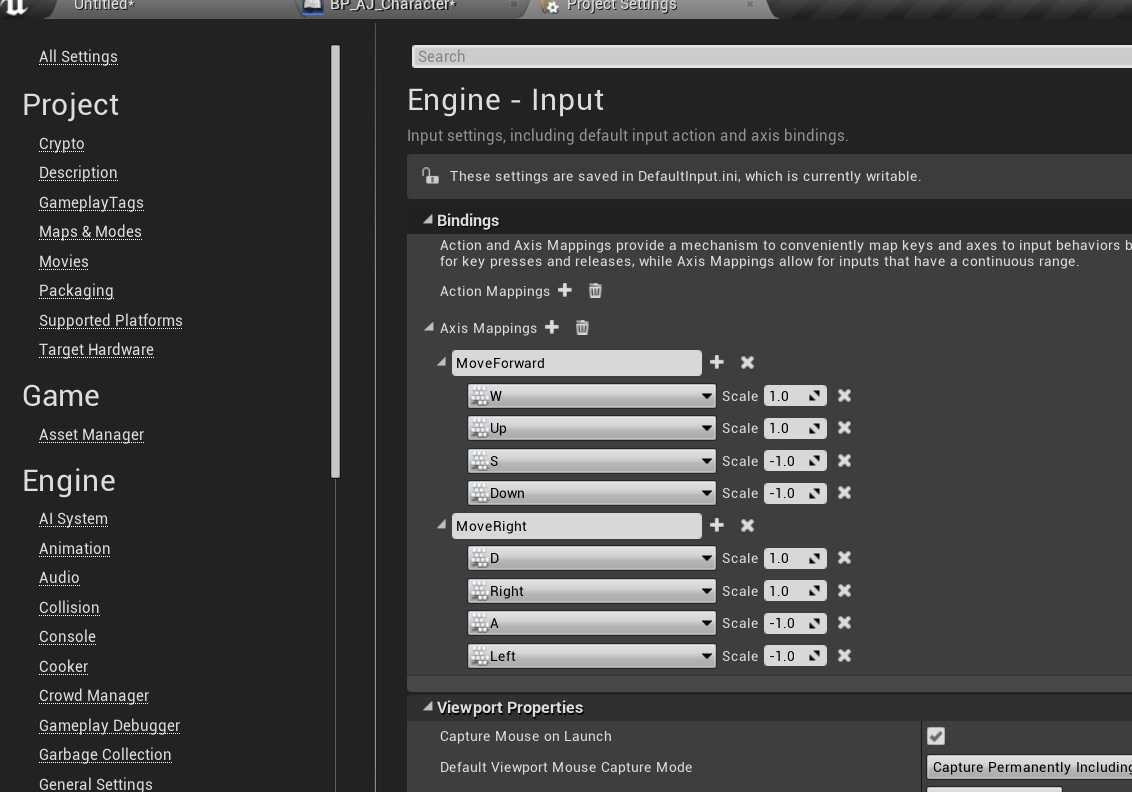 Untitled*
BP_AJ_Character*
Project Settings
All Settings
Project
Crypto
Description
GameplayTags
Maps & Modes
Movies
Packaging
Supported Platforms
Target Hardware
Game
Asset Manager
Engine
AI System
Animation
Audio
Collision
Console
Cooker
Crowd Manager
Gameplay Debugger
Garbage Collection
General Settings
Search
Engine - Input
Input settings, including default input action and axis bindings.
These settings are saved in DefaultInput.ini, which is currently writable.
Bindings
Action and Axis Mappings provide a mechanism to conveniently map keys and axes to input behaviors b
for key presses and releases, while Axis Mappings allow for inputs that have a continuous range.
Action Mappings
Axis Mappings
MoveForward
W Scale 1.0
Up Scale 1.0
S Scale -1.0
Down Scale -1.0
MoveRight
D Scale 1.0
Right Scale 1.0
A Scale -1.0
Left Scale -1.0
Viewport Properties
Capture Mouse on Launch
Default Viewport Mouse Capture Mode Capture Permanently Including